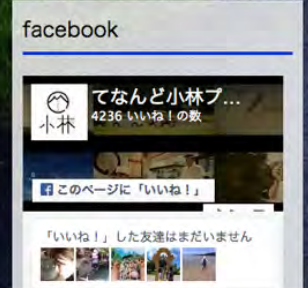 facebook
小林
てなんど小林プ...
4236 いいね！の数
このページに「いいね！」
「いいね！」した友達はまだいません